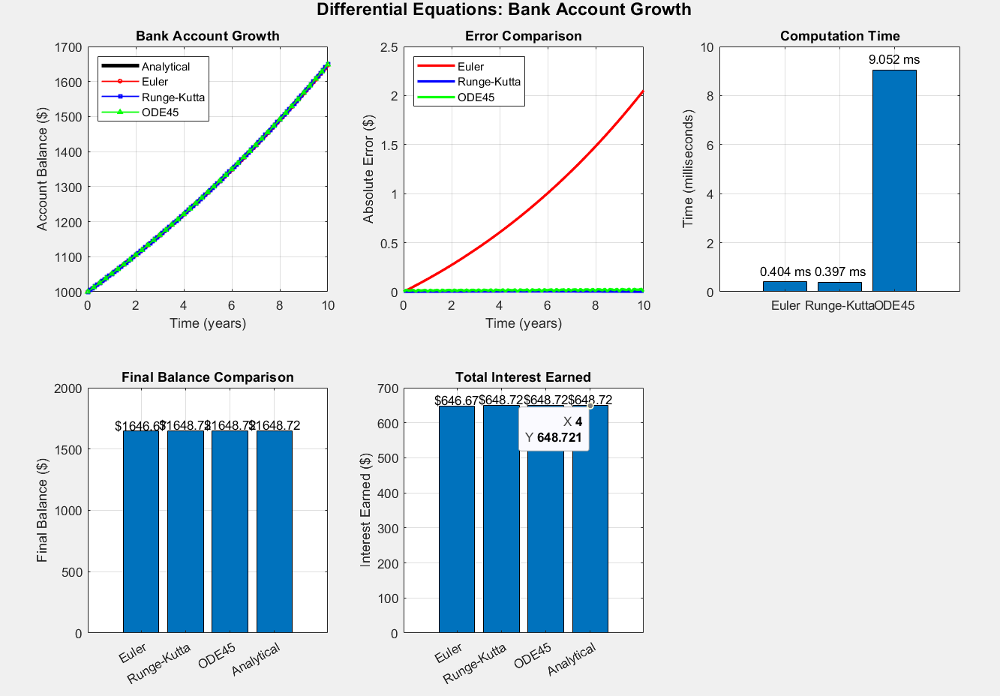 Differential Equations: Bank Account Growth
Bank Account Growth
1700
1600
1500
1400
1300
1200
1100
1000
Account Balance ($)
Analytical
Euler
Runge-Kutta
ODE45
0 2 4 6 8 10
Time (years)
Error Comparison
2.5
2
1.5
1
0.5
0
Absolute Error ($)
Euler
Runge-Kutta
ODE45
0 2 4 6 8 10
Time (years)
Computation Time
10
8
6
4
2
0
Time (milliseconds)
0.404 ms 0.397 ms 9.052 ms
Euler Runge-Kutta ODE45
Final Balance Comparison
2000
1500
1000
500
0
Final Balance ($)
$1646.67 $1648.72 $1648.72 $1648.72
Euler Runge-Kutta ODE45 Analytical
Total Interest Earned
700
600
500
400
300
200
100
0
Interest Earned ($)
$646.67 $648.72 $648.72 $648.72
X 4
Y 648.721
Euler Runge-Kutta ODE45 Analytical